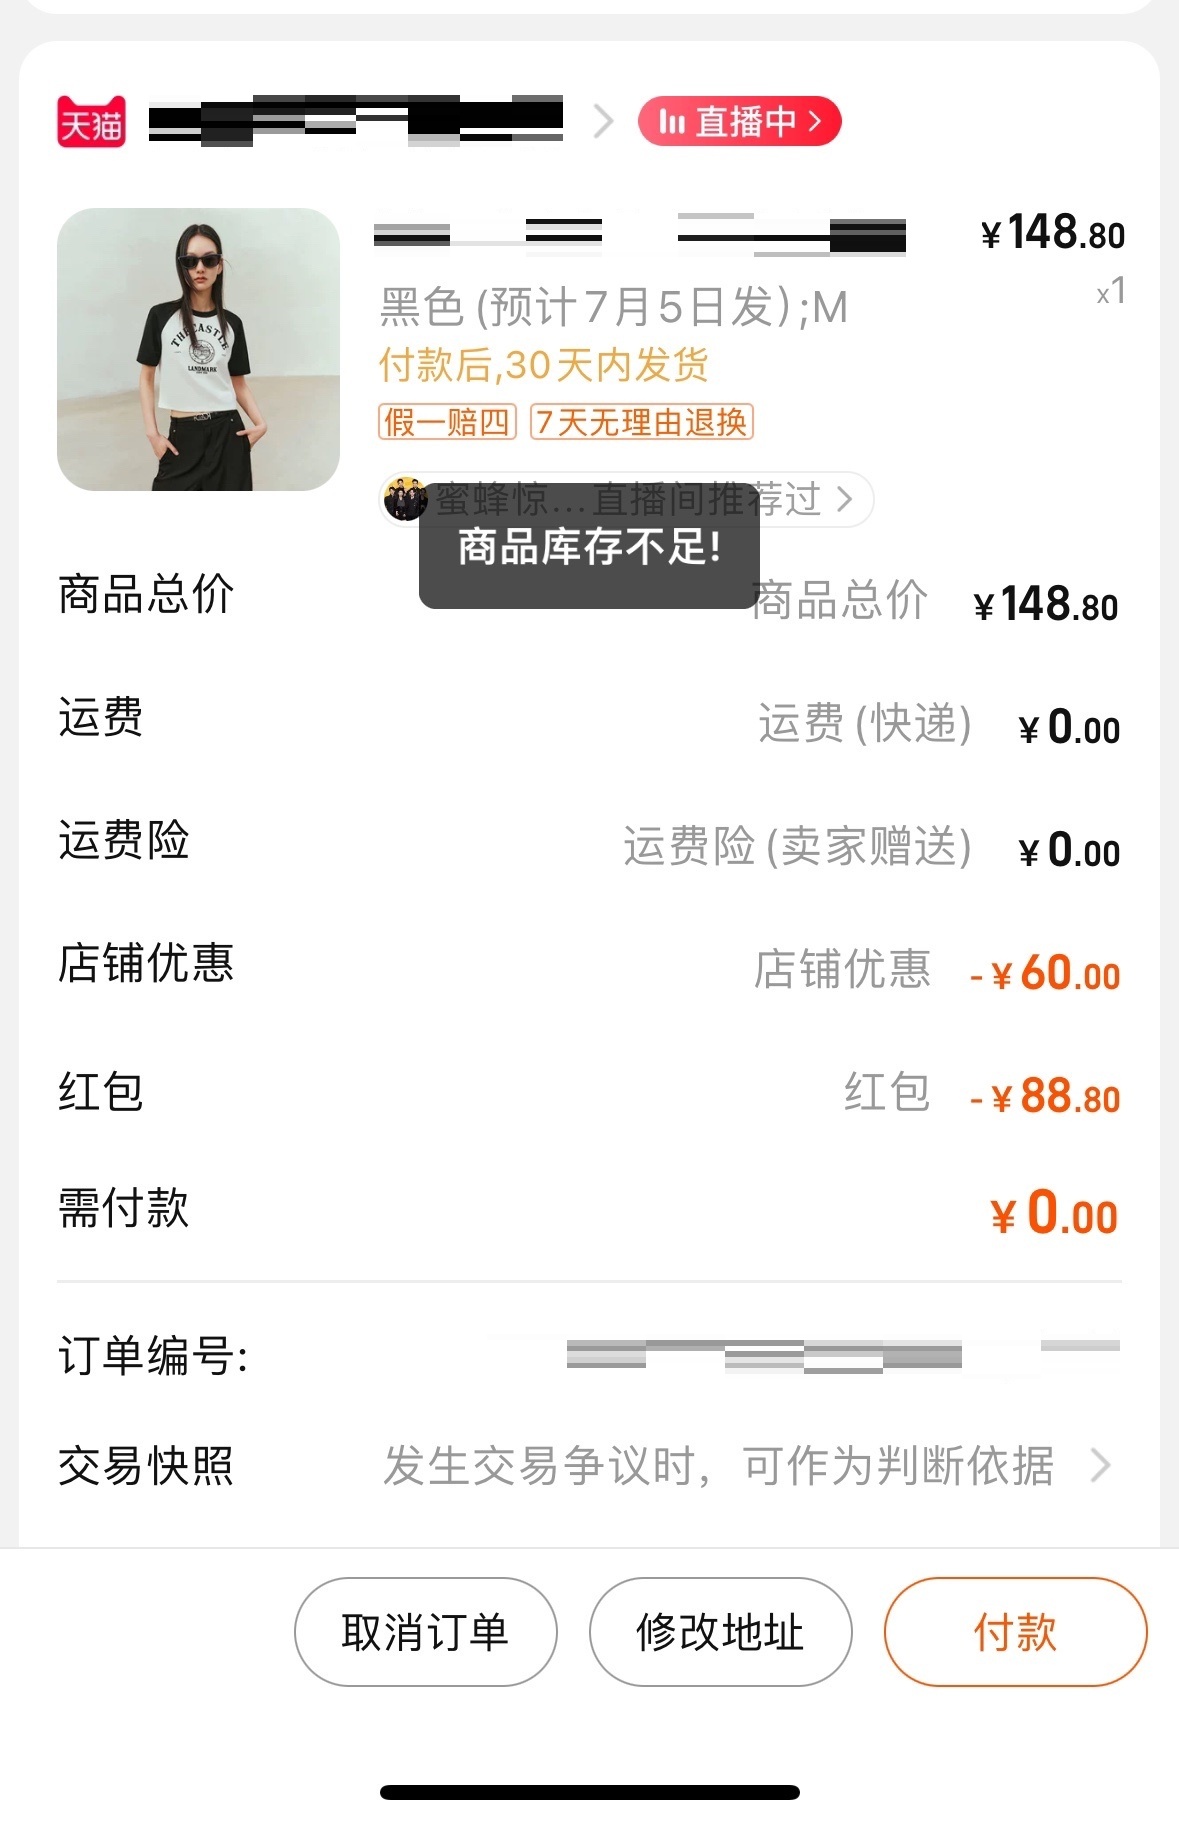 天猫
直播中
¥148.80
x1
黑色(预计7月5日发);M
付款后,30天内发货
假一赔四 7天无理由退换
THE CASTLE
LANDMARK
蜜蜂惊... 直播间推荐过
商品库存不足!
商品总价 商品总价 ¥148.80
运费 运费(快递) ¥0.00
运费险 运费险(卖家赠送) ¥0.00
店铺优惠 店铺优惠 -¥60.00
红包 红包 -¥88.80
需付款 ¥0.00
订单编号:
交易快照 发生交易争议时，可作为判断依据
取消订单 修改地址 付款